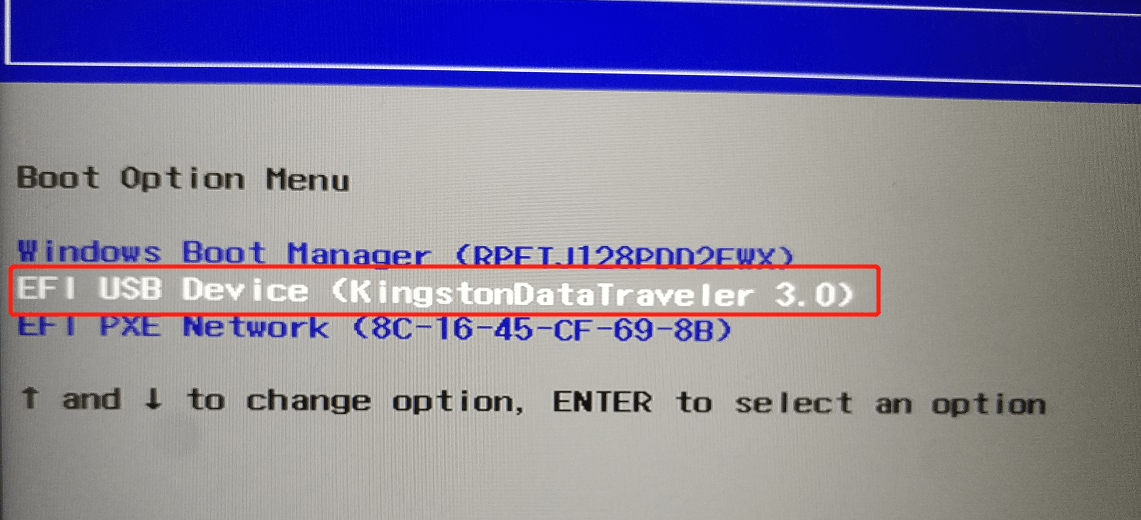 Boot Option Menu
Windows Boot Manager (RPFTJ128PDD2EWX)
EFI USB Device (KingstonDataTraveler 3.0)
EFI PXE Network (8C-16-45-CF-69-8B)
↑ and ↓ to change option, ENTER to select an option